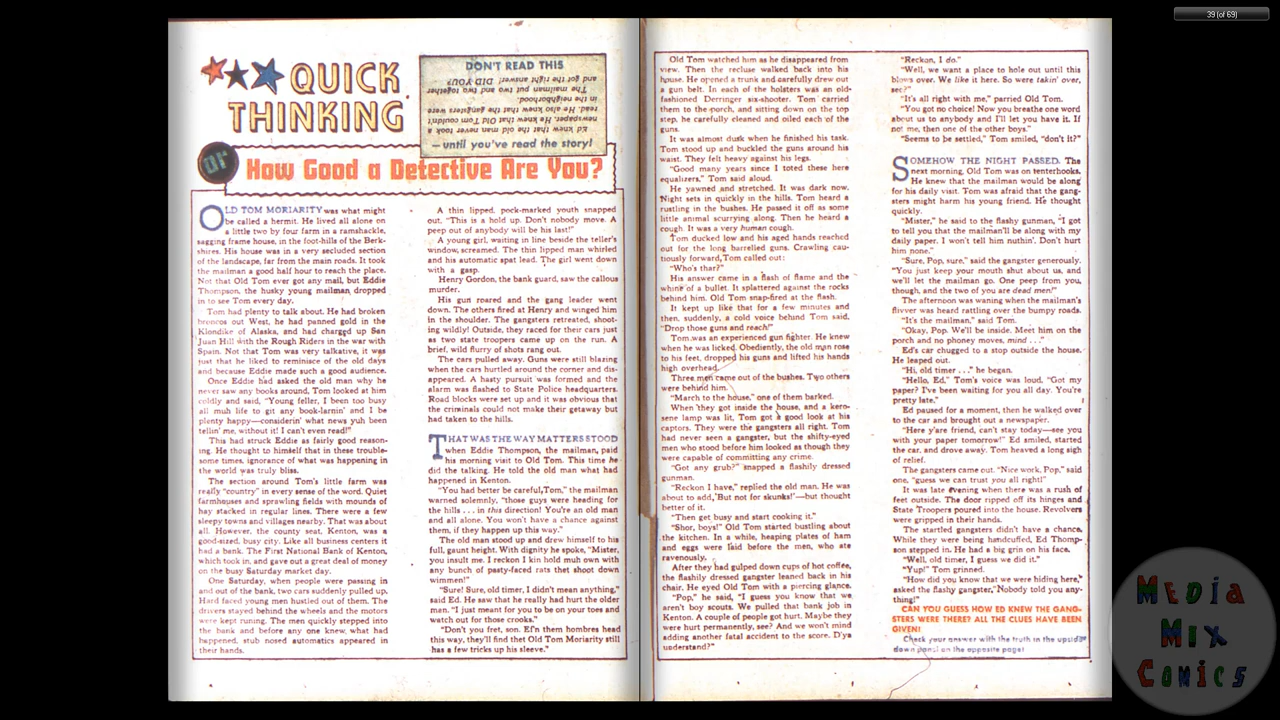 39 (of 69)
QUICK
THINKING
or
How Good a Detective Are You?
DON'T READ THIS
Ed knew that the old man never took a
newspaper. He knew that Old Tom couldn't
read. He also knew that the gangsters were
in the neighborhood.
The mailman put two and two together
and got the right answer! DID YOU?
— until you've read the story!
OLD TOM MORIARITY was what might
be called a hermit. He lived all alone on
a little two by four farm in a ramshackle,
sagging frame house, in the foot-hills of the Berk-
shires. His house was in a very secluded section
of the landscape, far from the main roads. It took
the mailman a good half hour to reach the place.
Not that Old Tom ever got any mail, but Eddie
Thompson, the husky young mailman, dropped
in to see Tom every day.
Tom had plenty to talk about. He had broken
broncos out West, he had panned gold in the
Klondike of Alaska, and had charged up San
Juan Hill with the Rough Riders in the war with
Spain. Not that Tom was very talkative, it was
just that he liked to reminisce of the old days
and because Eddie made such a good audience.
Once Eddie had asked the old man why he
never saw any books around, Tom looked at him
coldly and said, "Young feller, I been too busy
all muh life to git any book-larnin' and I be
plenty happy—considerin' what news yuh been
tellin' me, without it! I can't even read!"
This had struck Eddie as fairly good reason-
ing. He thought to himself that in these trouble-
some times, ignorance of what was happening in
the world was truly bliss.
The section around Tom's little farm was
really "country" in every sense of the word. Quiet
farmhouses and sprawling fields with mounds of
hay stacked in regular lines. There were a few
sleepy towns and villages nearby. That was about
all. However, the county seat, Kenton, was a
good-sized, busy city. Like all business centers it
had a bank. The First National Bank of Kenton,
which took in, and gave out a great deal of money
on the busy Saturday market day.
One Saturday, when people were passing in
and out of the bank, two cars suddenly pulled up.
Hard faced young men hustled out of them. The
drivers stayed behind the wheels and the motors
were kept running. The men quickly stepped into
the bank and before any one knew, what had
happened, stub nosed automatics appeared in
their hands.
A thin lipped, pock-marked youth snapped
out. "This is a hold up. Don't nobody move. A
peep out of anybody will be his last!"
A young girl, waiting in line beside the teller's
window, screamed. The thin lipped man whirled
and his automatic spat lead. The girl went down
with a gasp.
Henry Gordon, the bank guard, saw the callous
murder.
His gun roared and the gang leader went
down. The others fired at Henry and winged him
in the shoulder. The gangsters retreated, shoot-
ing wildly! Outside, they raced for their cars just
as two state troopers came up on the run. A
brief, wild flurry of shots rang out.
The cars pulled away. Guns were still blazing
when the cars hurtled around the corner and dis-
appeared. A hasty pursuit was formed and the
alarm was flashed to State Police headquarters.
Road blocks were set up and it was obvious that
the criminals could not make their getaway but
had taken to the hills.
THAT WAS THE WAY MATTERS STOOD
when Eddie Thompson, the mailman, paid
his morning visit to Old Tom. This time he
did the talking. He told the old man what had
happened in Kenton.
"You had better be careful, Tom," the mailman
warned solemnly, "those guys were heading for
the hills . . . in this direction! You're an old man
and all alone. You won't have a chance against
them, if they happen up this way."
The old man stood up and drew himself to his
full, gaunt height. With dignity he spoke, "Mister,
you insult me. I reckon I kin hold muh own with
any bunch of pasty-faced rats thet shoot down
wimmen!"
"Sure! Sure, old timer, I didn't mean anything,"
said Ed. He saw that he really had hurt the older
man. "I just meant for you to be on your toes and
watch out for those crooks."
"Don't you fret, son. Ef'n them hombres head
this way, they'll find thet Old Tom Moriarity still
has a few tricks up his sleeve."
Old Tom watched him as he disappeared from
view. Then the recluse walked back into his
house. He opened a trunk and carefully drew out
a gun belt. In each of the holsters was an old-
fashioned Derringer six-shooter. Tom carried
them to the porch, and sitting down on the top
step, he carefully cleaned and oiled each of the
guns.
It was almost dusk when he finished his task.
Tom stood up and buckled the guns around his
waist. They felt heavy against his legs.
"Good many years since I toted these here
equalizers," Tom said aloud.
He yawned and stretched. It was dark now.
Night sets in quickly in the hills. Tom heard a
rustling in the bushes. He passed it off as some
little animal scurrying along. Then he heard a
cough. It was a very human cough.
Tom ducked low and his aged hands reached
out for the long barrelled guns. Crawling cau-
tiously forward, Tom called out:
"Who's thar?"
His answer came in a flash of flame and the
whine of a bullet. It splattered against the rocks
behind him. Old Tom snap-fired at the flash.
It kept up like that for a few minutes and
then, suddenly, a cold voice behind Tom said,
"Drop those guns and reach!"
Tom was an experienced gun fighter. He knew
when he was licked. Obediently, the old man rose
to his feet, dropped his guns and lifted his hands
high overhead.
Three men came out of the bushes. Two others
were behind him.
"March to the house," one of them barked.
When they got inside the house, and a kero-
sene lamp was lit, Tom got a good look at his
captors. They were the gangsters all right. Tom
had never seen a gangster, but the shifty-eyed
men who stood before him looked as though they
were capable of committing any crime.
"Got any grub?" snapped a flashily dressed
gunman.
"Reckon I have," replied the old man. He was
about to add, 'But not for skunks!'—but thought
better of it.
"Then get busy and start cooking it."
"Shor, boys!" Old Tom started bustling about
the kitchen. In a while, heaping plates of ham
and eggs were laid before the men, who ate
ravenously.
After they had gulped down cups of hot coffee,
the flashily dressed gangster leaned back in his
chair. He eyed Old Tom with a piercing glance.
"Pop," he said, "I guess you know that we
aren't boy scouts. We pulled that bank job in
Kenton. A couple of people got hurt. Maybe they
were hurt permanently, see? And we won't mind
adding another fatal accident to the score. D'ya
understand?"
"Reckon, I do."
"Well, we want a place to hole out until this
blows over. We like it here. So were takin' over,
see?"
"It's all right with me," parried Old Tom.
"You got no choice! Now you breathe one word
about us to anybody and I'll let you have it. If
not me, then one of the other boys."
"Seems to be settled," Tom smiled, "don't it?"
SOMEHOW THE NIGHT PASSED. The
next morning, Old Tom was on tenterhooks.
He knew that the mailman would be along
for his daily visit. Tom was afraid that the gang-
sters might harm his young friend. He thought
quickly.
"Mister," he said to the flashy gunman, "I got
to tell you that the mailman'll be along with my
daily paper. I won't tell him nuthin'. Don't hurt
him none."
"Sure, Pop, sure," said the gangster generously.
"You just keep your mouth shut about us, and
we'll let the mailman go. One peep from you,
though, and the two of you are dead men!"
The afternoon was waning when the mailman's
flivver was heard rattling over the bumpy roads.
"It's the mailman," said Tom.
"Okay, Pop. We'll be inside. Meet him on the
porch and no phoney moves, mind . . ."
Ed's car chugged to a stop outside the house.
He leaped out.
"Hi, old timer . . ." he began.
"Hello, Ed," Tom's voice was loud. "Got my
paper? I've been waiting for you all day. You're
pretty late."
Ed paused for a moment, then he walked over
to the car and brought out a newspaper.
"Here y'are friend, can't stay today—see you
with your paper tomorrow!" Ed smiled, started
the car, and drove away. Tom heaved a long sigh
of relief.
The gangsters came out. "Nice work, Pop," said
one, "guess we can trust you all right!"
It was late evening when there was a rush of
feet outside. The door ripped off its hinges and
State Troopers poured into the house. Revolvers
were gripped in their hands.
The startled gangsters didn't have a chance.
While they were being handcuffed, Ed Thomp-
son stepped in. He had a big grin on his face.
"Well, old timer, I guess we did it."
"Yup!" Tom grinned.
"How did you know that we were hiding here,"
asked the flashy gangster, "Nobody told you any-
thing!"
CAN YOU GUESS HOW ED KNEW THE GANG-
STERS WERE THERE? ALL THE CLUES HAVE BEEN
GIVEN!
Check your answer with the truth in the upside
down panel on the opposite page!
MEDIA
MIX
COMICS